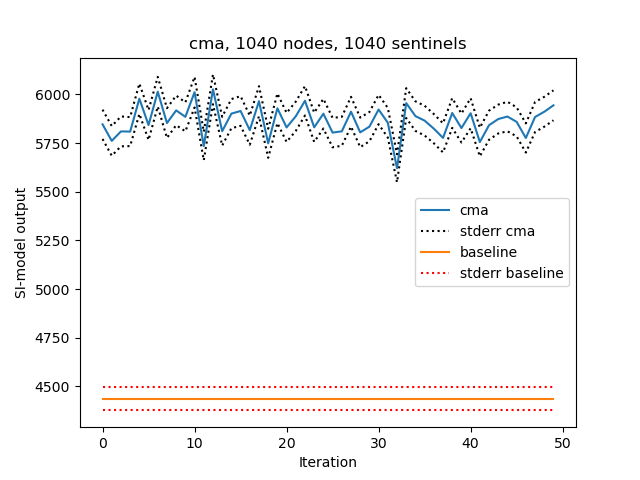 cma, 1040 nodes, 1040 sentinels
6000
5750
5500
5250
5000
4750
4500
SI-model output
cma
stderr cma
baseline
stderr baseline
0
10
20
30
40
50
Iteration